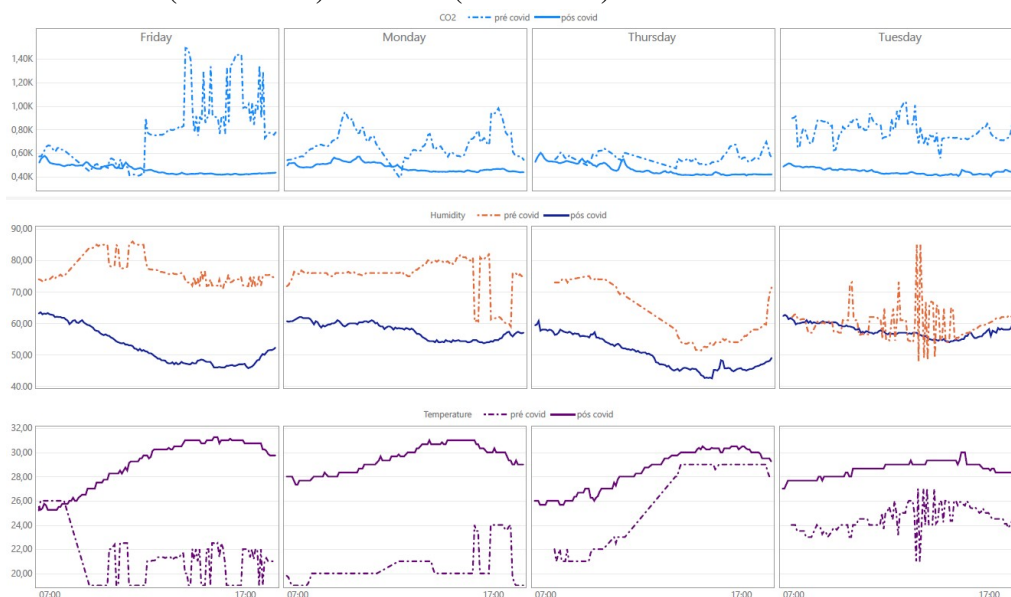 CO2 pré covid pós covid
Friday Monday Thursday Tuesday
1,40K
1,20K
1,00K
0,80K
0,60K
0,40K
Humidity pré covid pós covid
90,00
80,00
70,00
60,00
50,00
40.00
Temperature pré covid pós covid
32,00
30,00
28,00
26,00
24,00
22,00
20,00
07:00 17:00 07:00 17:00 07:00 17:00 07:00 17:00